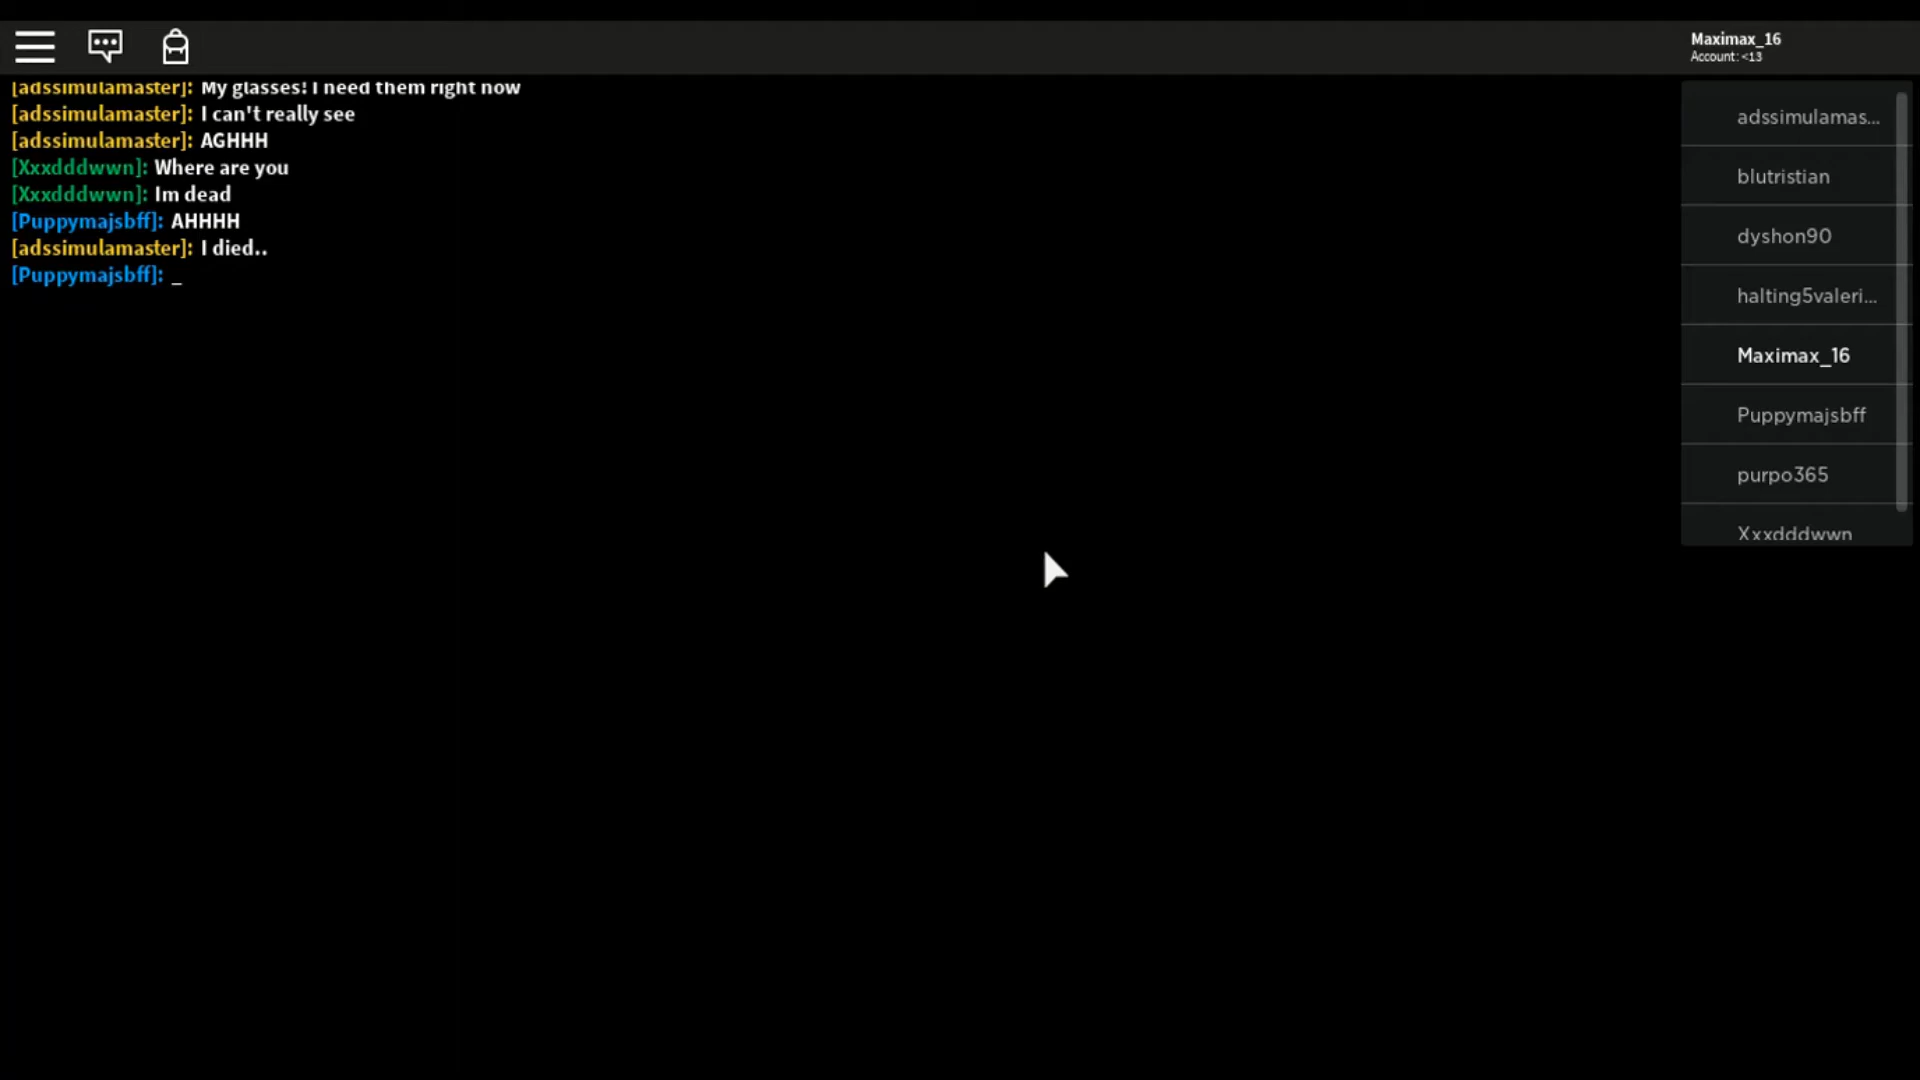 Maximax_16
Account: <13
[adssimulamaster]: My glasses! I need them right now
[adssimulamaster]: I can't really see
[adssimulamaster]: AGHHH
[Xxxdddwwn]: Where are you
[Xxxdddwwn]: Im dead
[Puppymajsbff]: AHHHH
[adssimulamaster]: I died..
[Puppymajsbff]: _
adssimulamas...
blutristian
dyshon90
halting5valeri...
Maximax_16
Puppymajsbff
purpo365
Xxxdddwwn